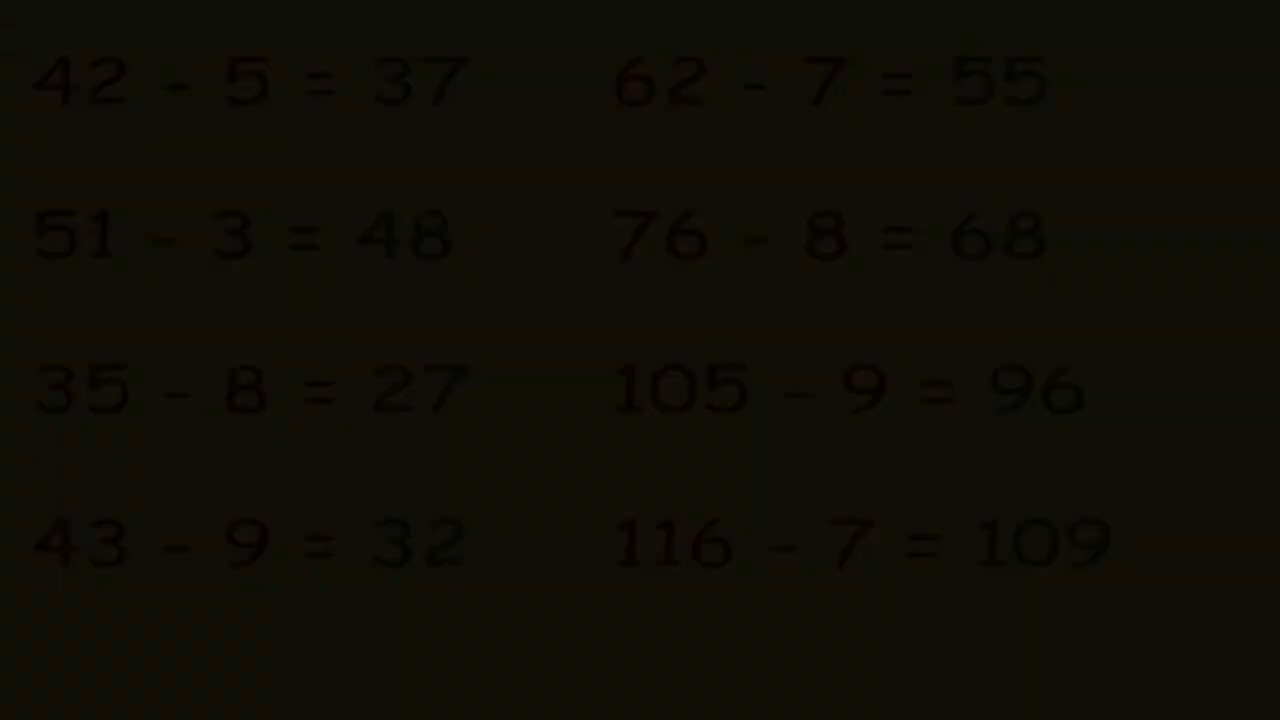 42 - 5 = 37 62 - 7 = 55
51 - 3 = 48 76 - 8 = 68
35 - 8 = 27 105 - 9 = 96
43 - 9 = 32 116 - 7 = 109